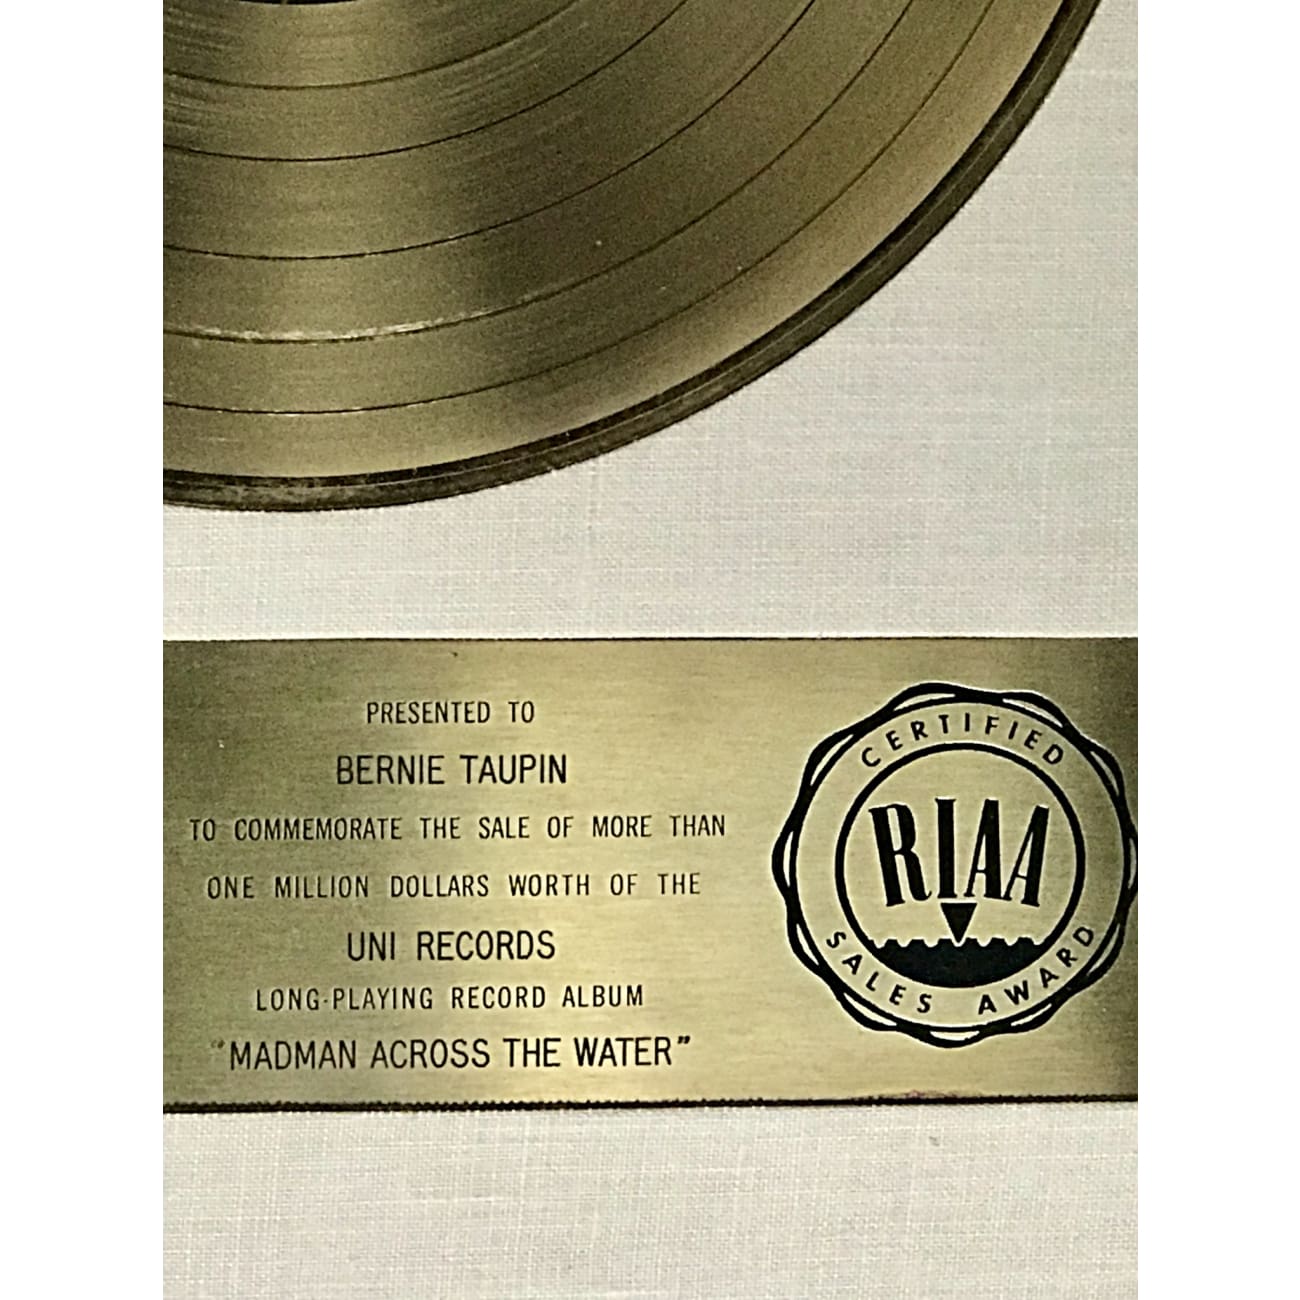 PRESENTED TO
BERNIE TAUPIN
TO COMMEMORATE THE SALE OF MORE THAN
ONE MILLION DOLLARS WORTH OF THE
UNI RECORDS
LONG-PLAYING RECORD ALBUM
"MADMAN ACROSS THE WATER"
CERTIFIED
RIAA
SALES AWARD